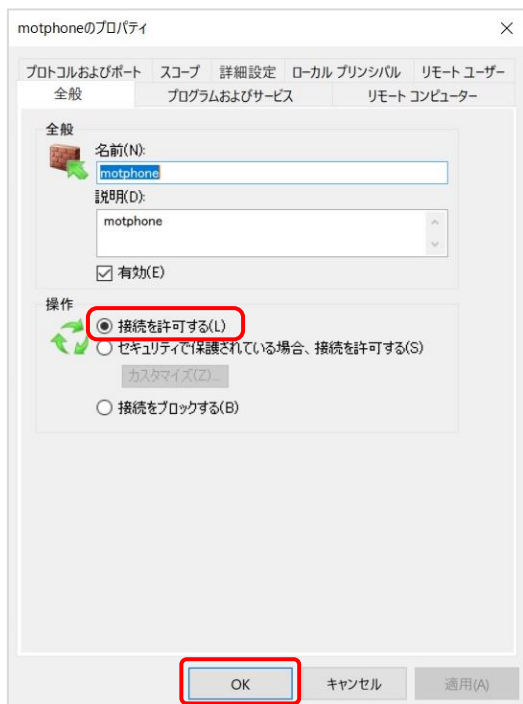 motphoneのプロパティ
プロトコルおよびポート スコープ 詳細設定 ローカル プリンシパル リモート ユーザー
全般 プログラムおよびサービス リモート コンピューター
全般
名前(N):
motphone
説明(D):
motphone
有効(E)
操作
接続を許可する(L)
セキュリティで保護されている場合、接続を許可する(S)
カスタマイズ(Z)...
接続をブロックする(B)
OK キャンセル 適用(A)